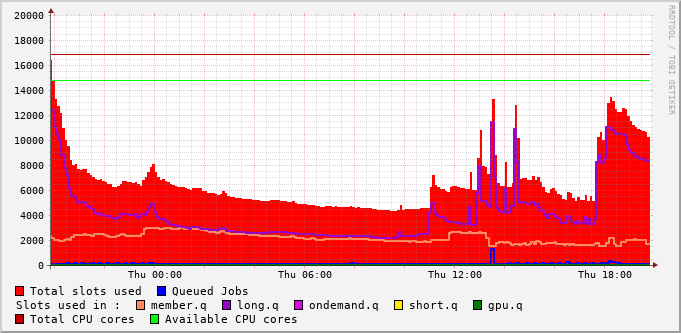 RRDTOOL / TOBI OETIKER
20000
18000
16000
14000
12000
10000
8000
6000
4000
2000
0
Thu 00:00 Thu 06:00 Thu 12:00 Thu 18:00
Total slots used Queued Jobs
Slots used in : member.q long.q ondemand.q short.q gpu.q
Total CPU cores Available CPU cores